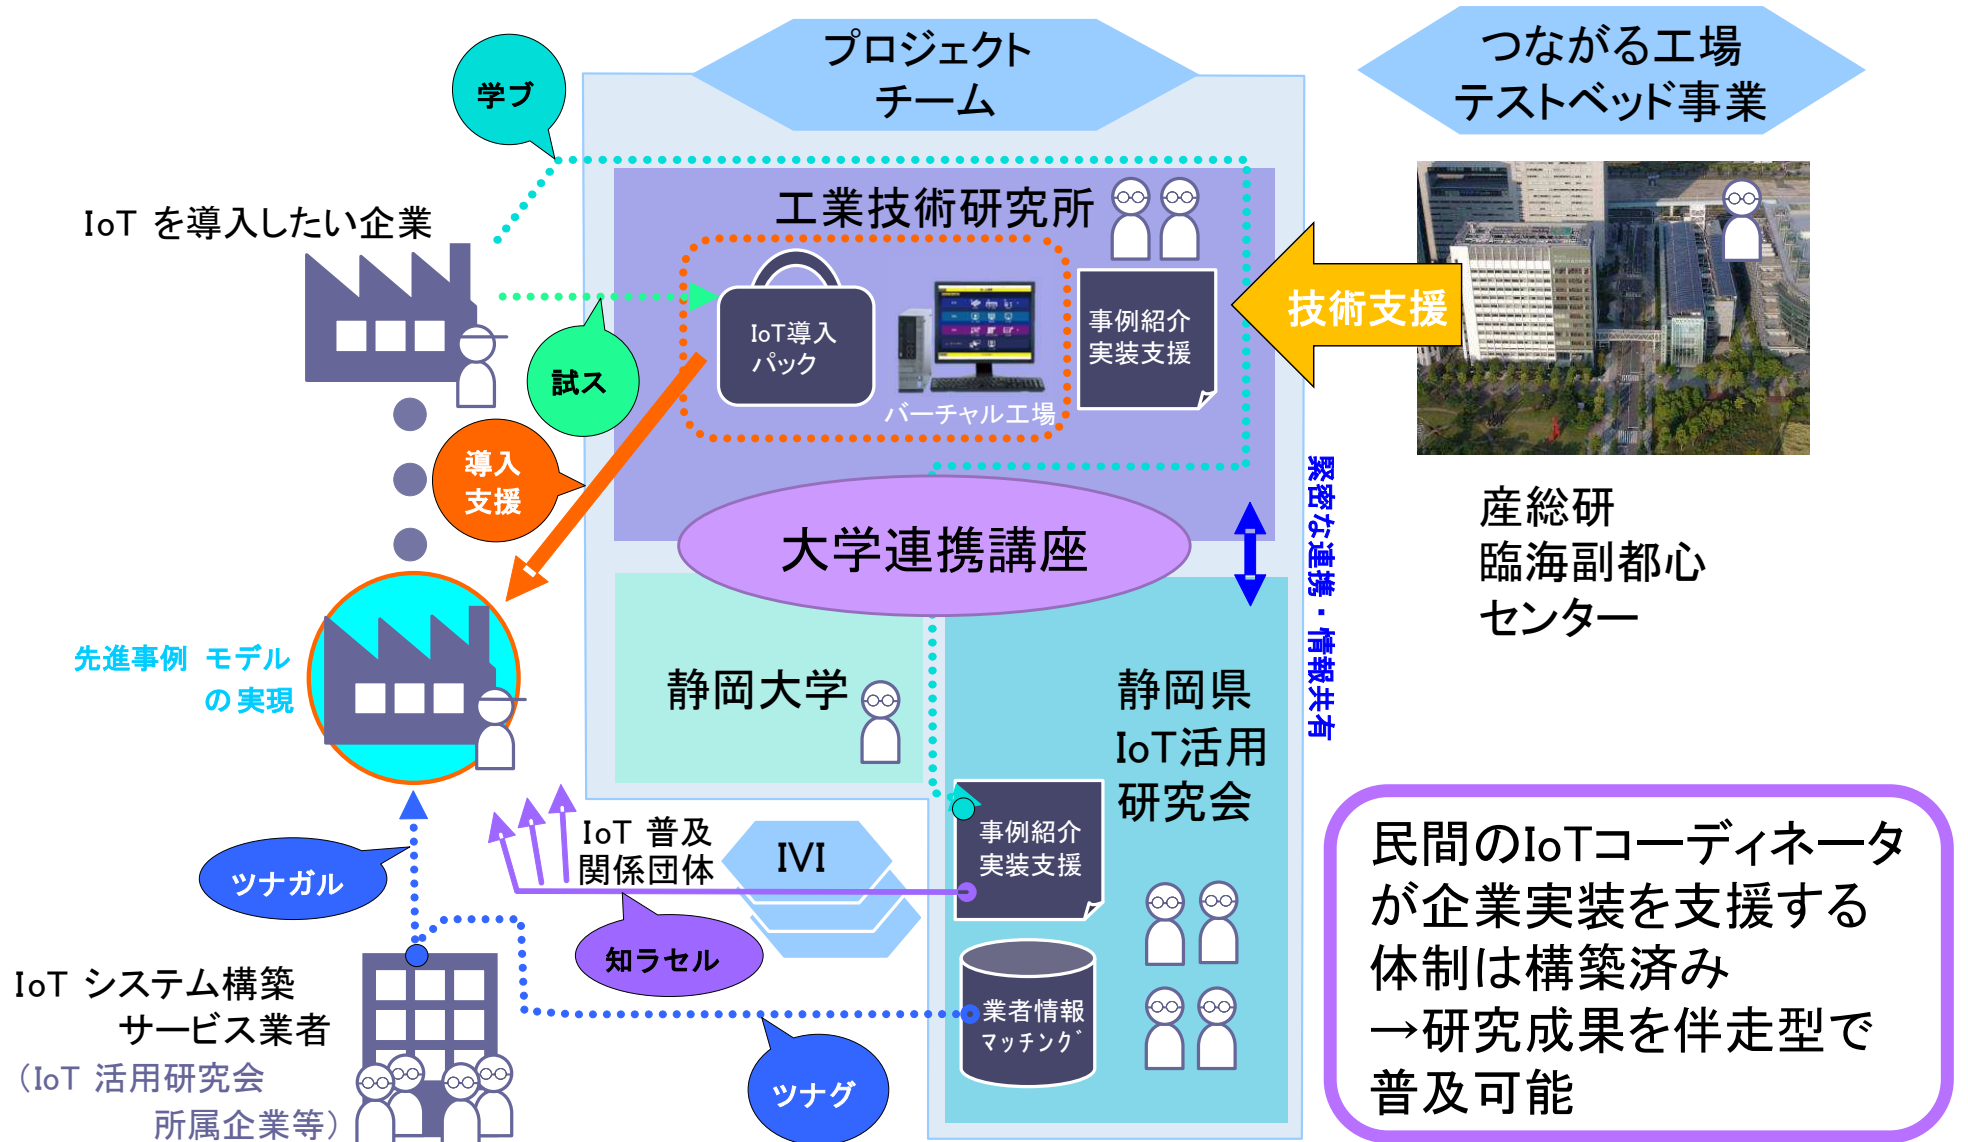 プロジェクト
チーム
つながる工場
テストベッド事業
学ブ
IoT を導入したい企業
工業技術研究所
IoT導入
パック
バーチャル工場
事例紹介
実装支援
技術支援
試ス
導入
支援
大学連携講座
緊密な連携・情報共有
産総研
臨海副都心
センター
先進事例 モデル
の実現
静岡大学
静岡県
IoT活用
研究会
IoT 普及
関係団体
IVI
事例紹介
実装支援
ツナガル
知ラセル
業者情報
マッチング
ツナグ
IoT システム構築
サービス業者
（IoT 活用研究会
所属企業等）
民間のIoTコーディネータ
が企業実装を支援する
体制は構築済み
→研究成果を伴走型で
普及可能